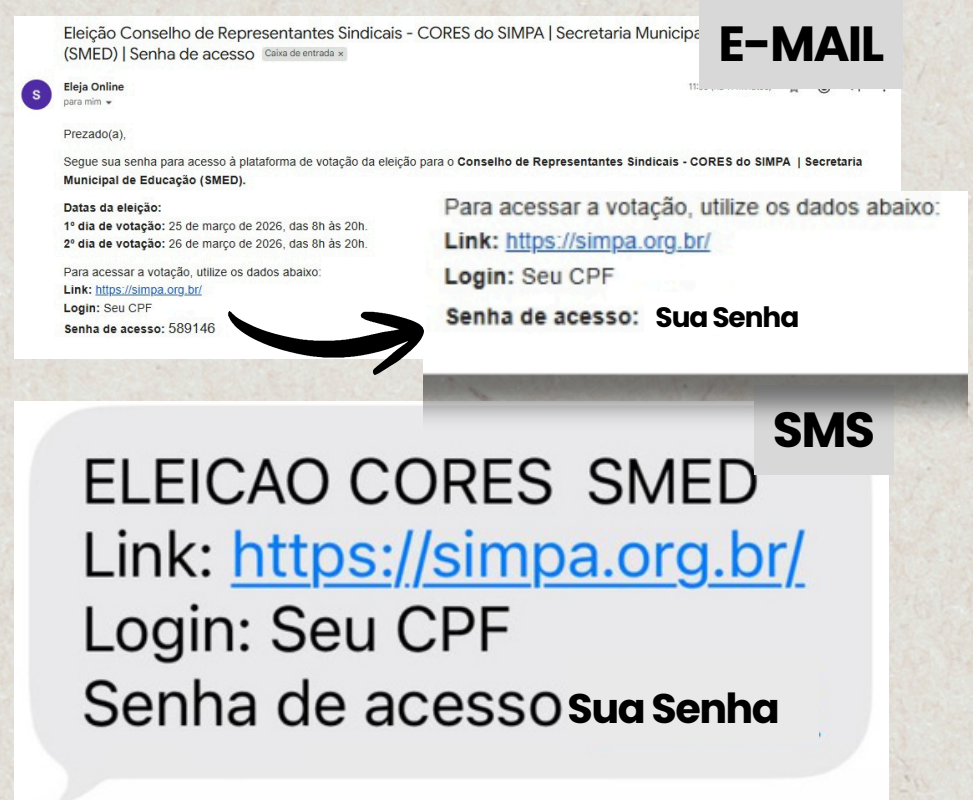 Eleição Conselho de Representantes Sindicais - CORES do SIMPA | Secretaria Municipa
(SMED) | Senha de acesso Caixa de entrada ×
E-MAIL
S
Eleja Online
para mim
Prezado(a),
Segue sua senha para acesso à plataforma de votação da eleição para o Conselho de Representantes Sindicais - CORES do SIMPA | Secretaria
Municipal de Educação (SMED).
Datas da eleição:
1º dia de votação: 25 de março de 2026, das 8h às 20h.
2º dia de votação: 26 de março de 2026, das 8h às 20h.
Para acessar a votação, utilize os dados abaixo:
Link: https://simpa.org.br/
Login: Seu CPF
Senha de acesso: 589146
Para acessar a votação, utilize os dados abaixo:
Link: https://simpa.org.br/
Login: Seu CPF
Senha de acesso: Sua Senha
SMS
ELEICAO CORES SMED
Link: https://simpa.org.br/
Login: Seu CPF
Senha de acesso Sua Senha